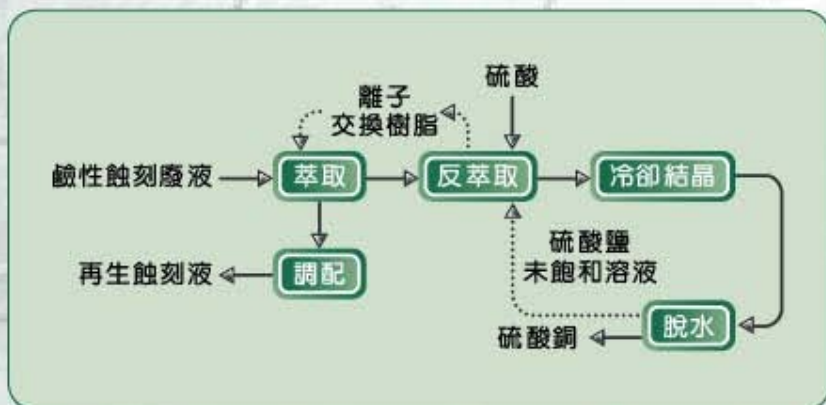 硫酸
離子
交換樹脂
鹼性蝕刻廢液
萃取
反萃取
冷卻結晶
硫酸鹽
未飽和溶液
再生蝕刻液
調配
硫酸銅
脫水